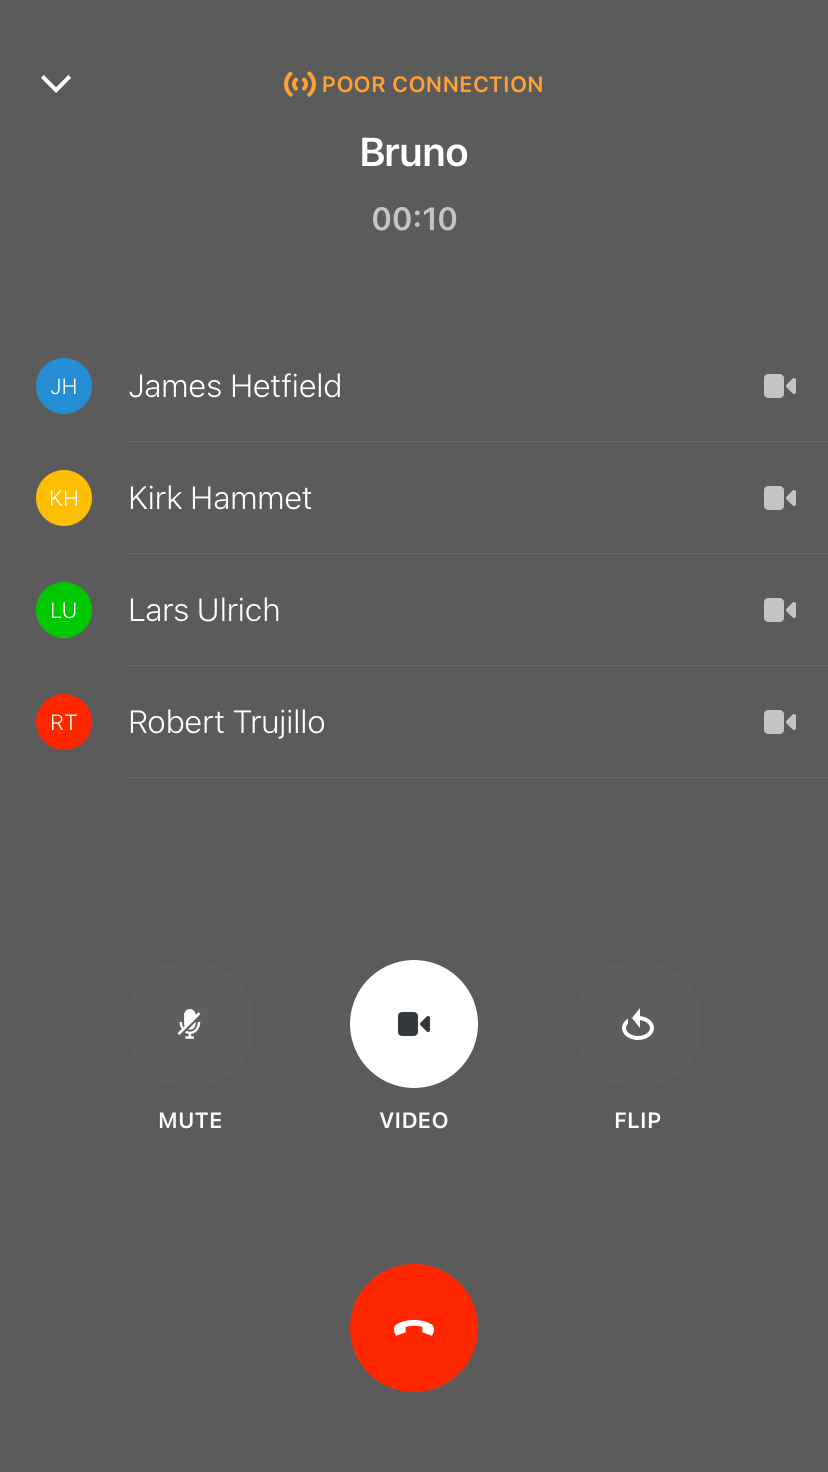 POOR CONNECTION
Bruno
00:10
JH James Hetfield
KH Kirk Hammet
LU Lars Ulrich
RT Robert Trujillo
MUTE VIDEO FLIP